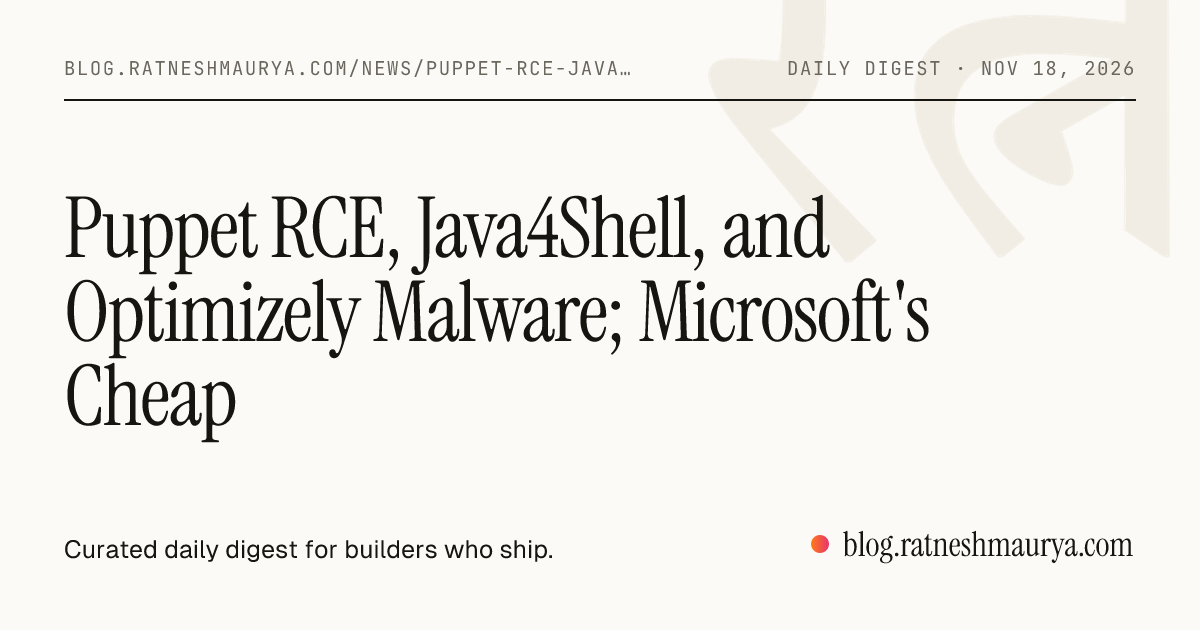 BLOG.RATNESHMAURYA.COM/NEWS/PUPPET-RCE-JAVA…
DAILY DIGEST · NOV 18, 2026
Puppet RCE, Java4Shell, and
Optimizely Malware; Microsoft's
Cheap
Curated daily digest for builders who ship.
blog.ratneshmaurya.com